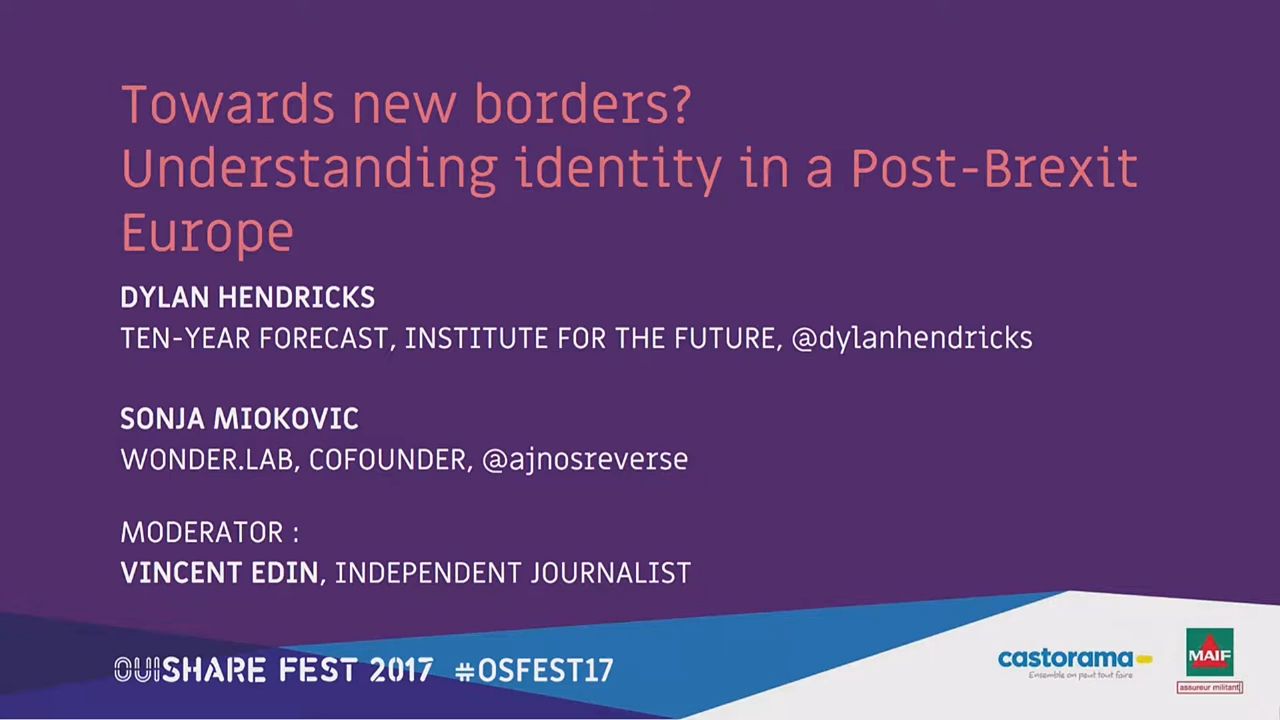 Towards new borders?
Understanding identity in a Post-Brexit
Europe
DYLAN HENDRICKS
TEN-YEAR FORECAST, INSTITUTE FOR THE FUTURE, @dylanhendricks
SONJA MIOKOVIC
WONDER.LAB, COFOUNDER, @ajnosreverse
MODERATOR :
VINCENT EDIN, INDEPENDENT JOURNALIST
OUISHARE FEST 2017 #OSFEST17
castorama
Ensemble on peut tout faire
MAIF
assureur militant